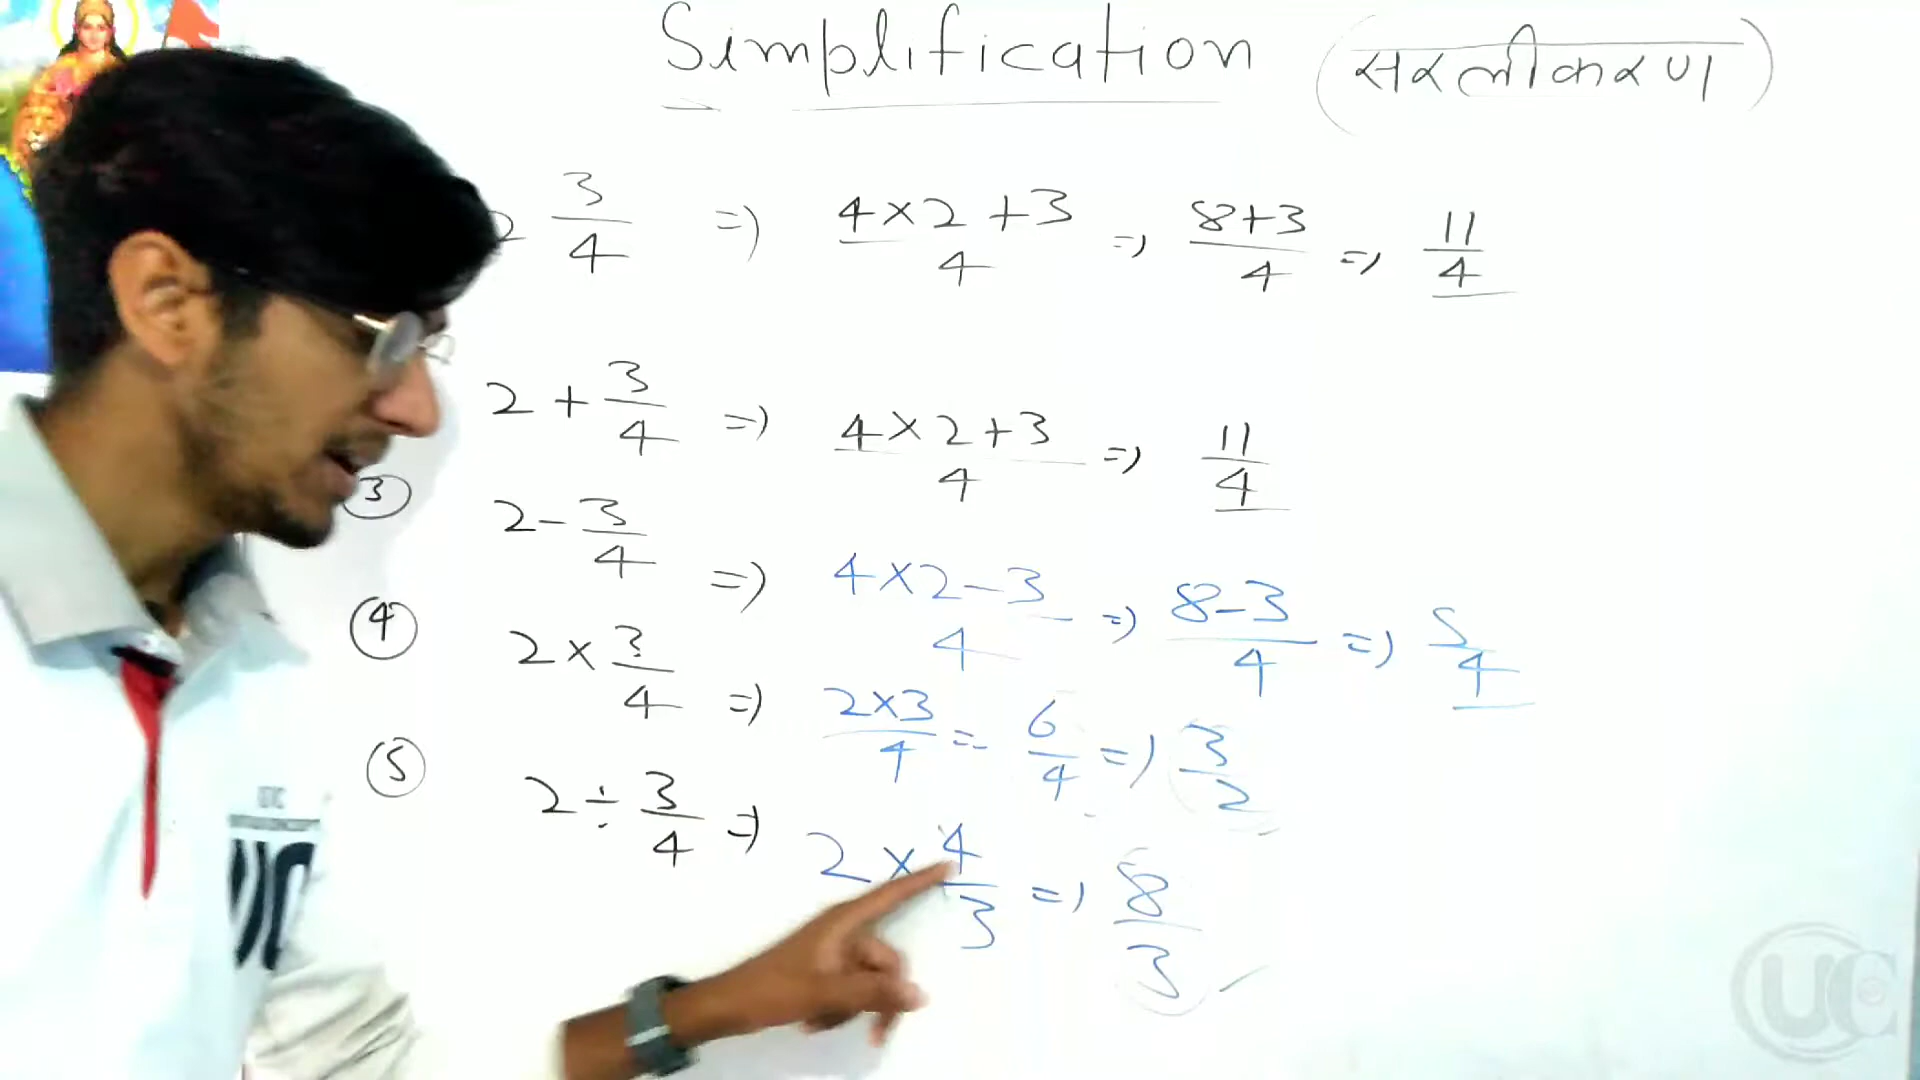 Simplification (सरलीकरण)
2 3/4 => 4×2+3/4 => 8+3/4 => 11/4
2+3/4 => 4×2+3/4 => 11/4
③ 2-3/4 => 4×2-3/4 => 8-3/4 => 5/4
④ 2×3/4 => 2×3/4 = 6/4 => 3/2
⑤ 2÷3/4 => 2×4/3 => 8/3
UC